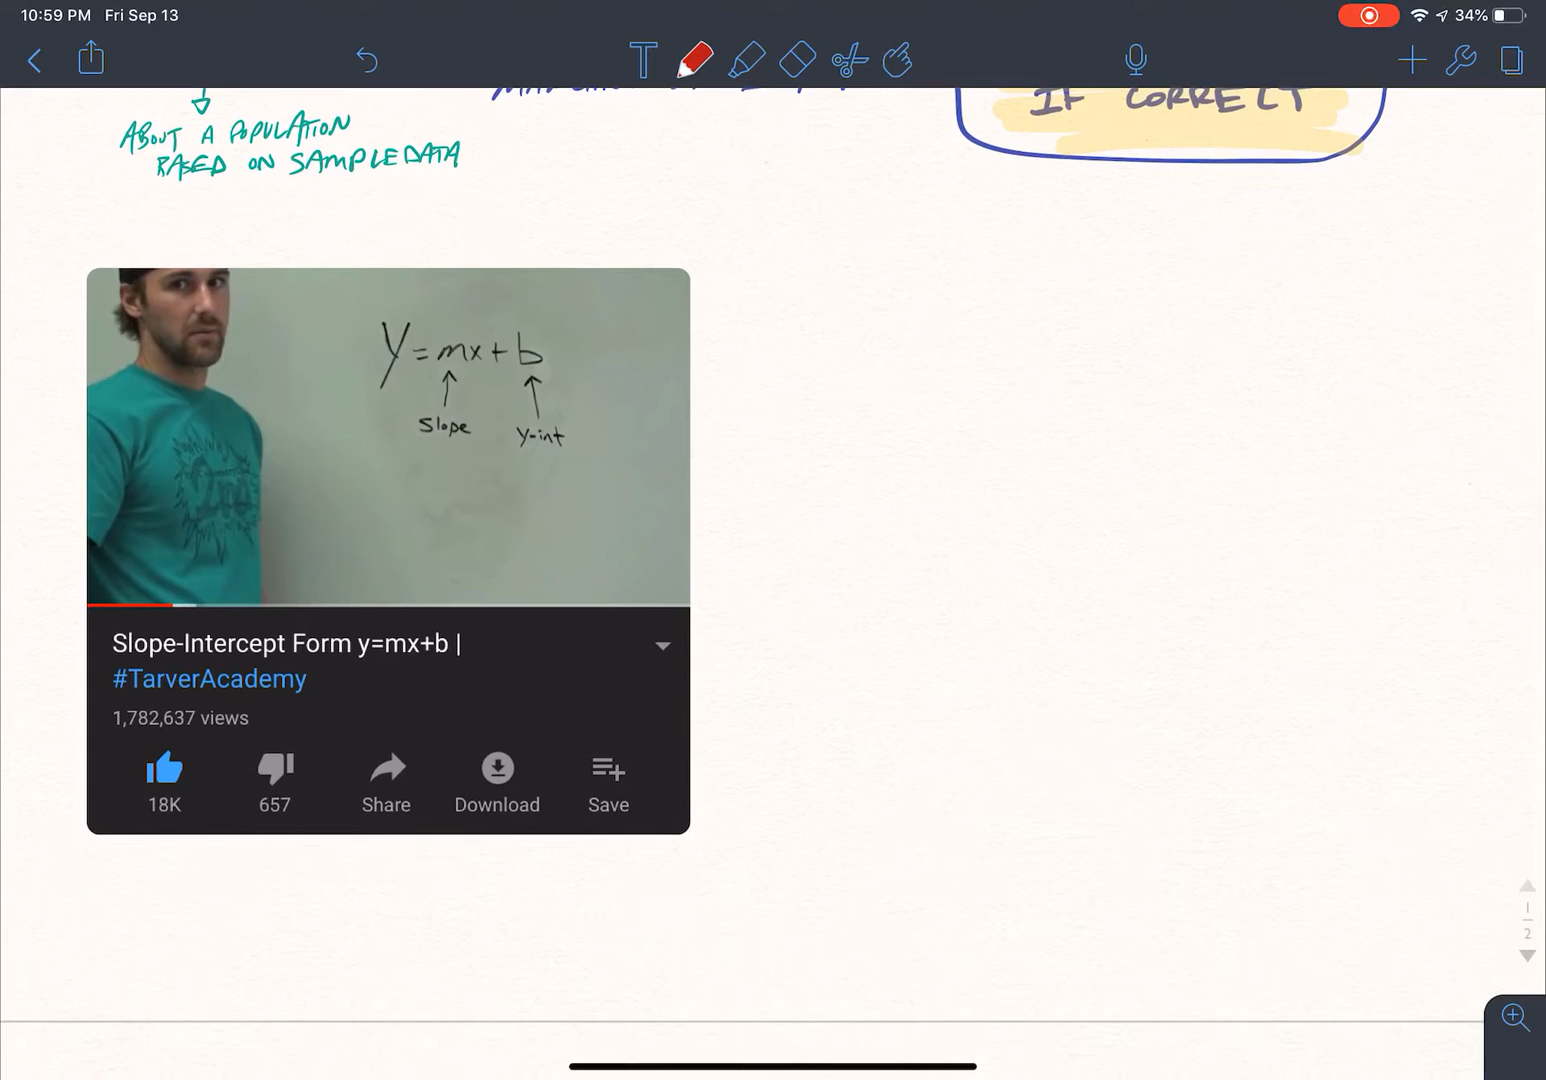 10:59 PM Fri Sep 13
34%
T
IF CORRECT
ABOUT A POPULATION
BASED ON SAMPLE DATA
y=mx+b
slope
y-int
Slope-Intercept Form y=mx+b |
#TarverAcademy
1,782,637 views
18K
657
Share
Download
Save
1
2